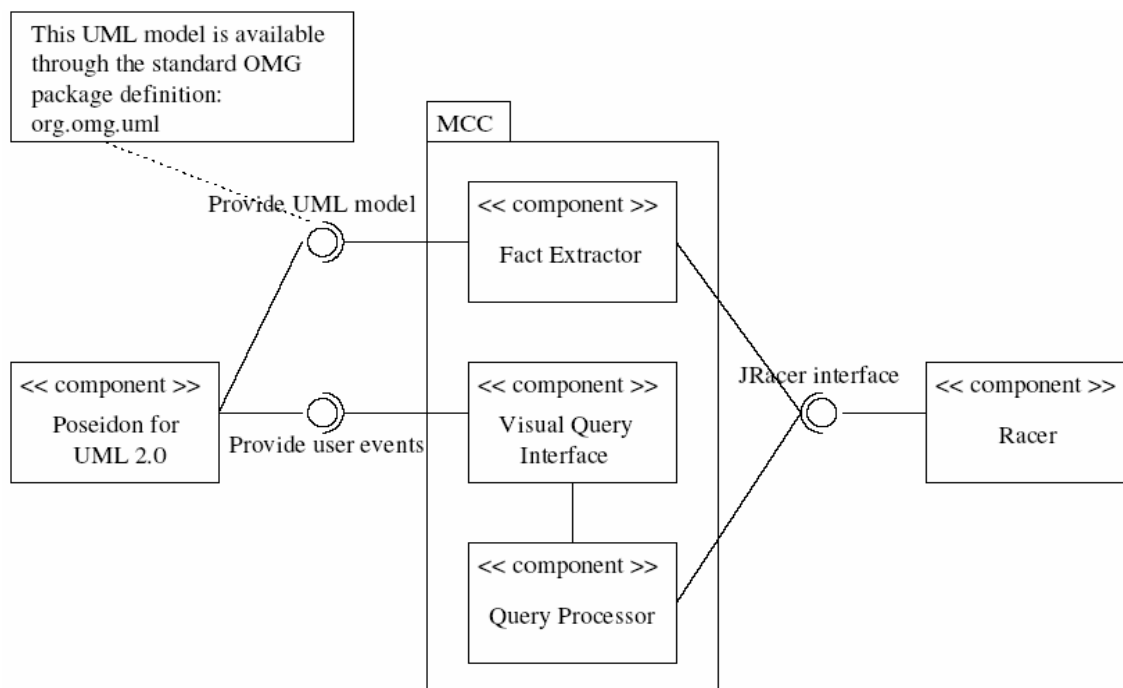 This UML model is available
through the standard OMG
package definition:
org.omg.uml
MCC
Provide UML model
<< component >>
Fact Extractor
<< component >>
Poseidon for
UML 2.0
Provide user events
<< component >>
Visual Query
Interface
JRacer interface
<< component >>
Racer
<< component >>
Query Processor